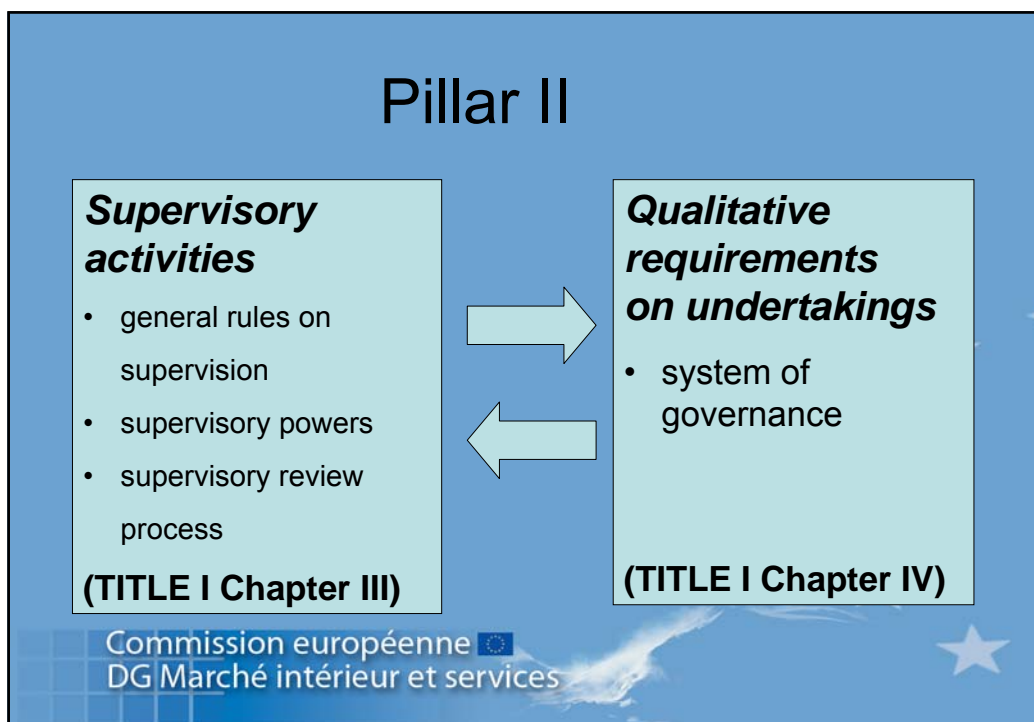 Pillar II
Supervisory
activities
• general rules on
supervision
• supervisory powers
• supervisory review
process
(TITLE I Chapter III)
Qualitative
requirements
on undertakings
• system of
governance
(TITLE I Chapter IV)
Commission européenne
DG Marché intérieur et services